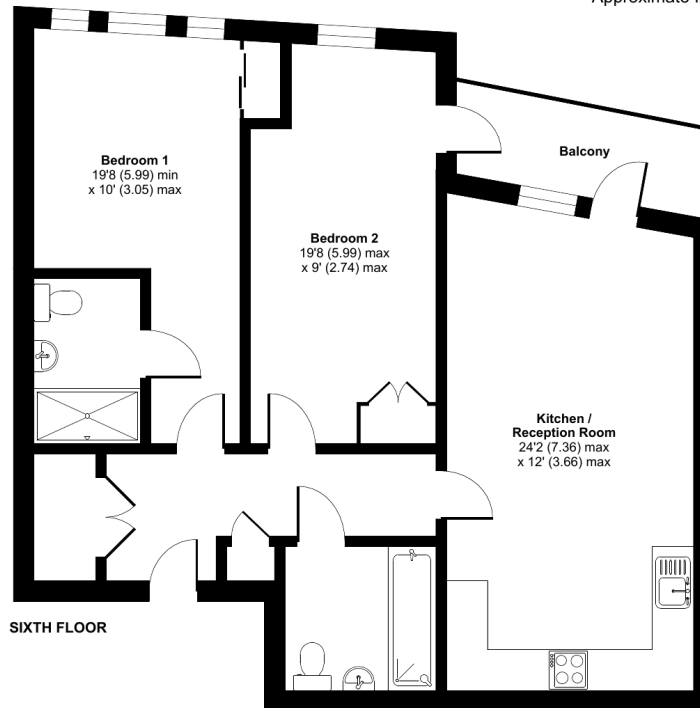 Approximate
Bedroom 1
19'8 (5.99) min
x 10' (3.05) max
Balcony
Bedroom 2
19'8 (5.99) max
x 9' (2.74) max
Kitchen /
Reception Room
24'2 (7.36) max
x 12' (3.66) max
SIXTH FLOOR